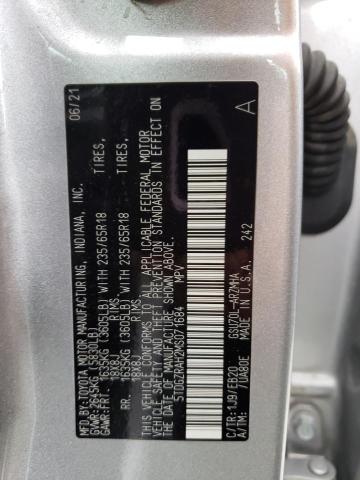 06/21
MFD.BY:TOYOTA MOTOR MANUFACTURING, INDIANA, INC.
GVWR:2645KG (5830LB)
GAWR:FRT. 1635KG (3605LB) WITH 235/65R18 TIRES,
18X8J RIMS,
RR. 1635KG (3605LB) WITH 235/65R18 TIRES,
18X8J RIMS.
THIS VEHICLE CONFORMS TO ALL APPLICABLE FEDERAL MOTOR
VEHICLE SAFETY AND THEFT PREVENTION STANDARDS IN EFFECT
ON THE DATE OF MANUFACTURE SHOWN ABOVE.
5TDGZRAH2MS071684 MPV
A
C/TR:1J9/EB20 GSU70L-ARZMHA
/UA80E MADE IN U.S.A. 242